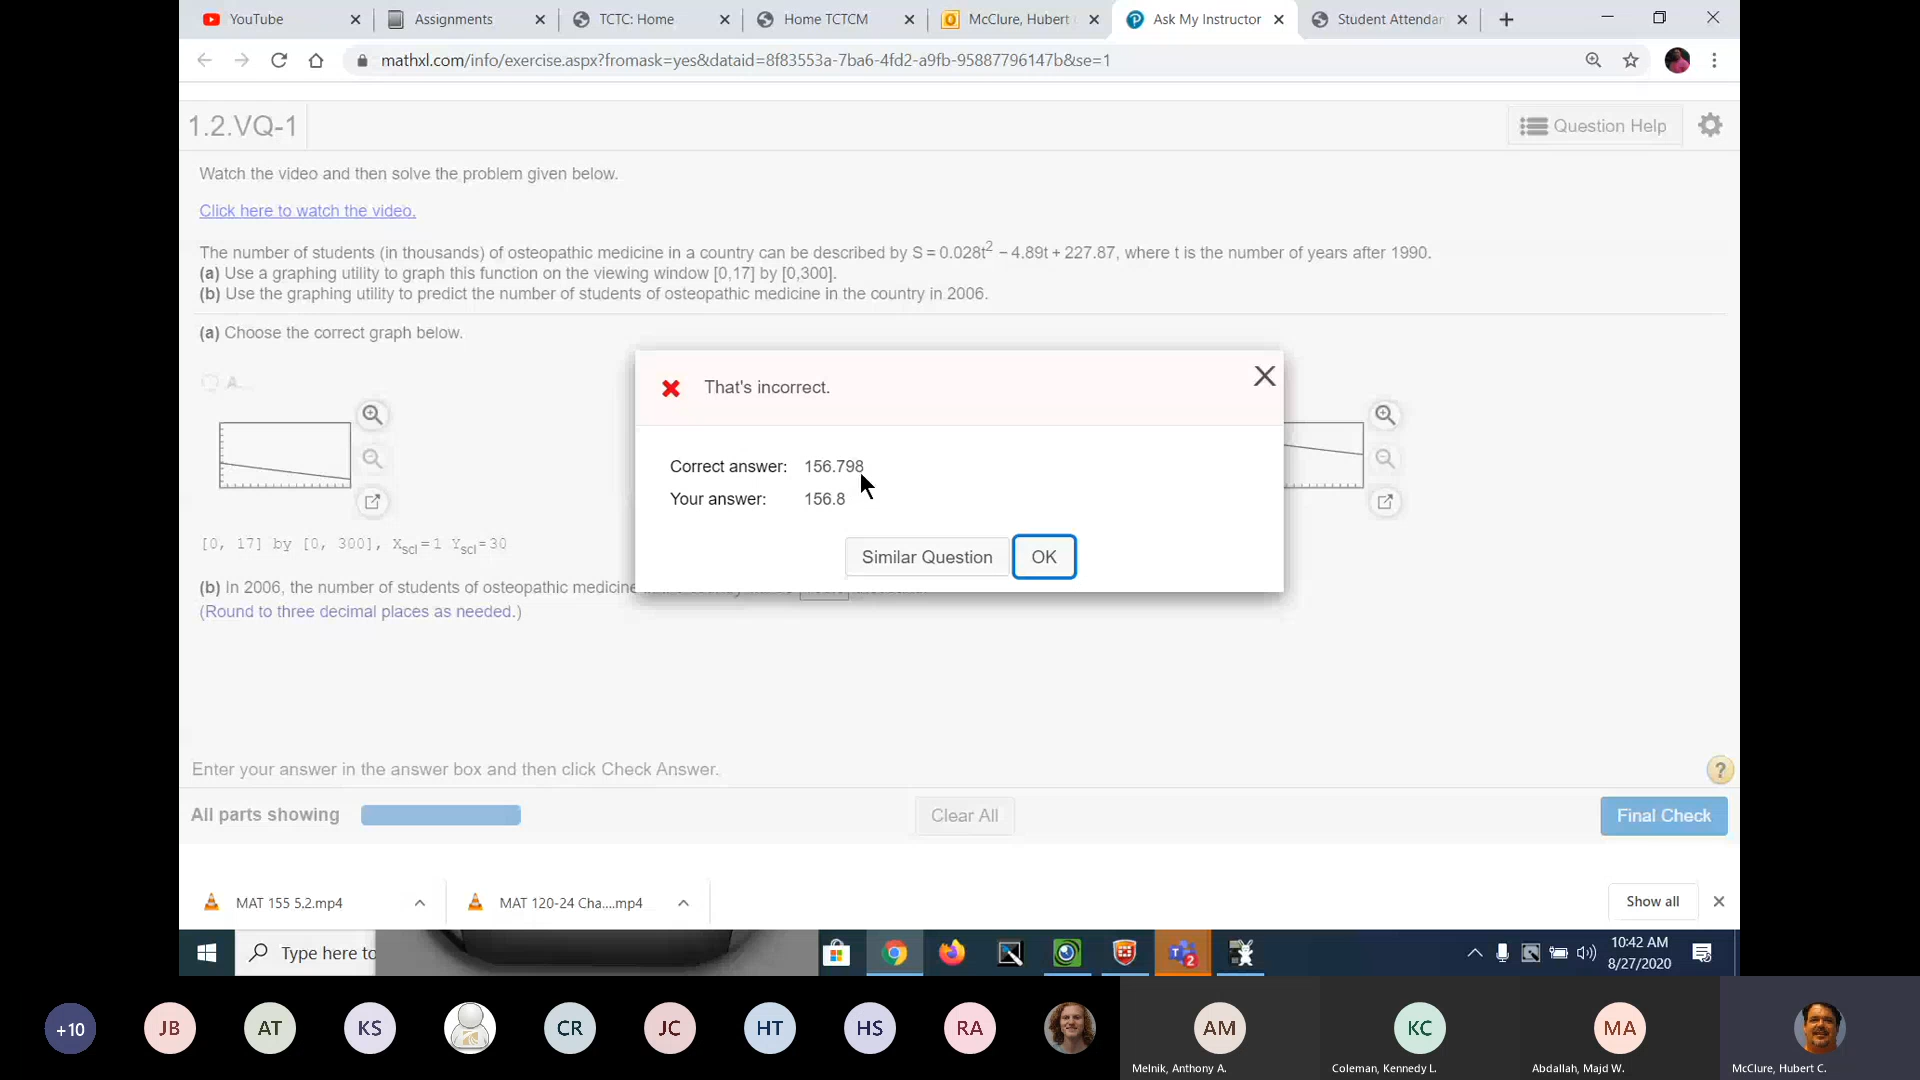 YouTube
Assignments
TCTC: Home
Home TCTCM
McClure, Hubert
Ask My Instructor
Student Attendan
mathxl.com/info/exercise.aspx?fromask=yes&dataid=8f83553a-7ba6-4fd2-a9fb-95887796147b&se=1
1.2.VQ-1
Question Help
Watch the video and then solve the problem given below.
Click here to watch the video.
The number of students (in thousands) of osteopathic medicine in a country can be described by S = 0.028t² − 4.89t + 227.87, where t is the number of years after 1990.
(a) Use a graphing utility to graph this function on the viewing window [0,17] by [0,300].
(b) Use the graphing utility to predict the number of students of osteopathic medicine in the country in 2006.
(a) Choose the correct graph below.
A.
That's incorrect.
Correct answer: 156.798
Your answer: 156.8
Similar Question
OK
[0, 17] by [0, 300], Xscl=1 Yscl=30
(b) In 2006, the number of students of osteopathic medicine
(Round to three decimal places as needed.)
Enter your answer in the answer box and then click Check Answer.
?
All parts showing
Clear All
Final Check
MAT 155 5.2.mp4
MAT 120-24 Cha....mp4
Show all
Type here to
2
10:42 AM
8/27/2020
+10
JB
AT
KS
CR
JC
HT
HS
RA
AM
KC
MA
Melnik, Anthony A.
Coleman, Kennedy L.
Abdallah, Majd W.
McClure, Hubert C.